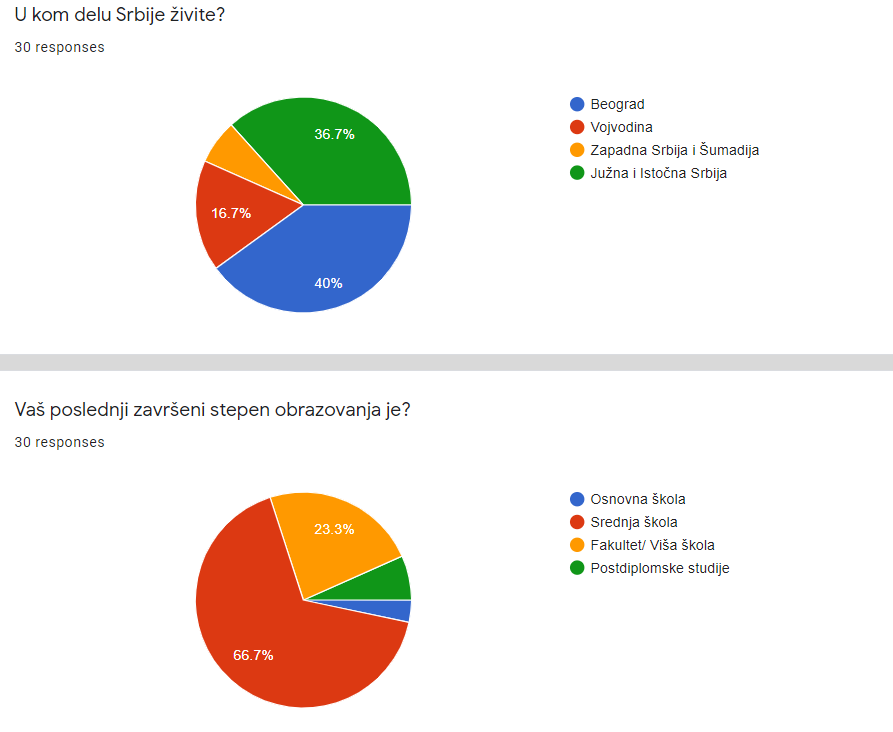 U kom delu Srbije živite?
30 responses
36.7%
16.7%
40%
Beograd
Vojvodina
Zapadna Srbija i Šumadija
Južna i Istočna Srbija
Vaš poslednji završeni stepen obrazovanja je?
30 responses
23.3%
66.7%
Osnovna škola
Srednja škola
Fakultet/ Viša škola
Postdiplomske studije